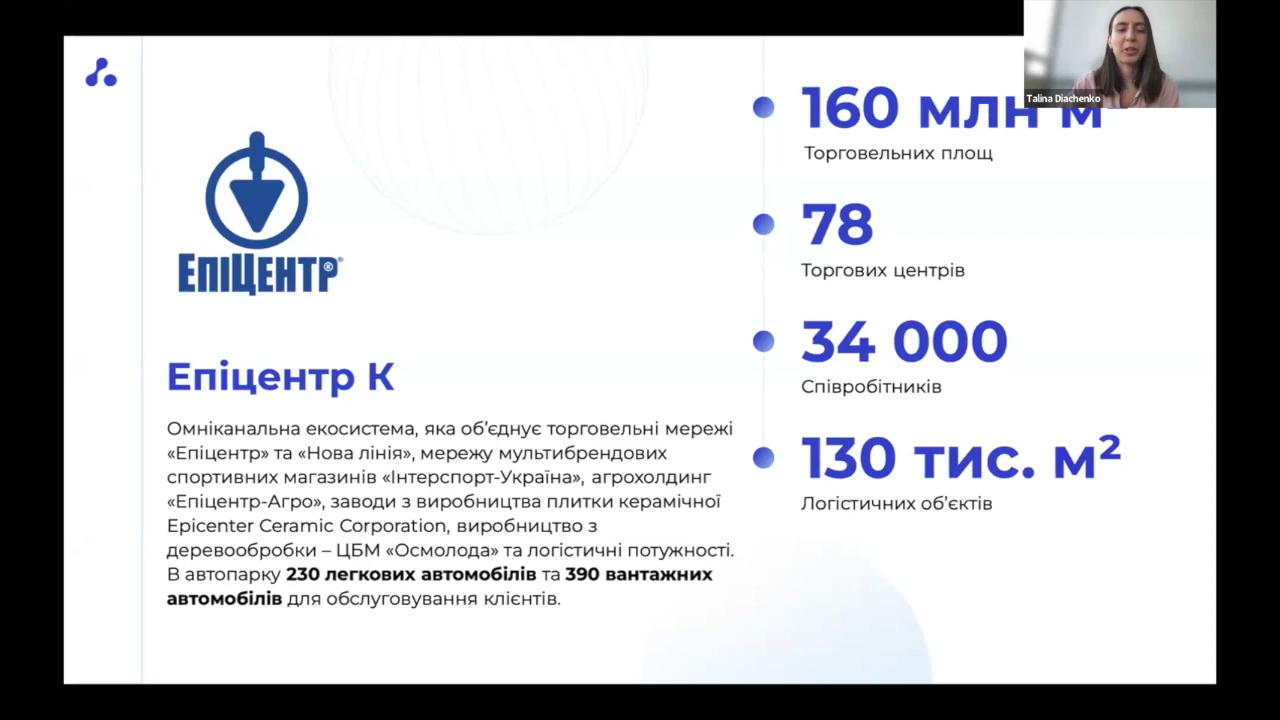 ЕПІЦЕНТР®
Епіцентр К
Омніканальна екосистема, яка об’єднує торговельні мережі
«Епіцентр» та «Нова лінія», мережу мультибрендових
спортивних магазинів «Інтерспорт-Україна», агрохолдинг
«Епіцентр-Агро», заводи з виробництва плитки керамічної
Epicenter Ceramic Corporation, виробництво з
деревообробки – ЦБМ «Осмолода» та логістичні потужності.
В автопарку 230 легкових автомобілів та 390 вантажних
автомобілів для обслуговування клієнтів.
160 млн м
Торговельних площ
78
Торгових центрів
34 000
Співробітників
130 тис. м²
Логістичних об’єктів
Talina Diachenko